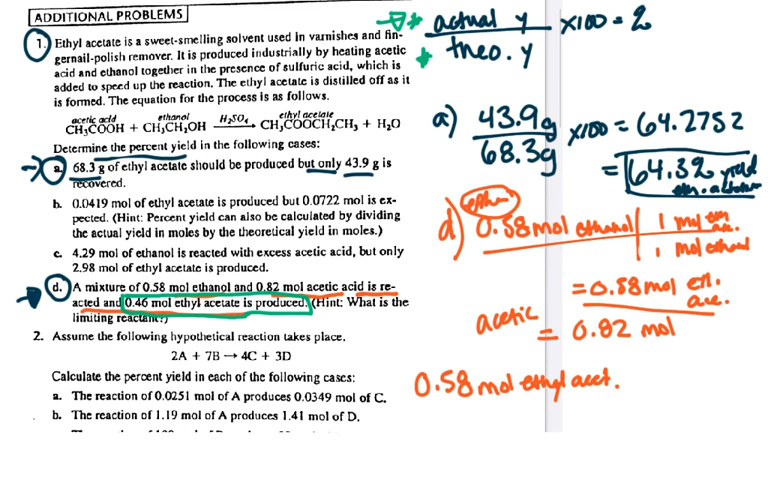 ADDITIONAL PROBLEMS
1. Ethyl acetate is a sweet-smelling solvent used in varnishes and fin-
gernail-polish remover. It is produced industrially by heating acetic
acid and ethanol together in the presence of sulfuric acid, which is
added to speed up the reaction. The ethyl acetate is distilled off as it
is formed. The equation for the process is as follows.
acetic acid ethanol ethyl acetate
CH₃COOH + CH₃CH₂OH H₂SO₄→ CH₃COOCH₂CH₃ + H₂O
Determine the percent yield in the following cases:
a. 68.3 g of ethyl acetate should be produced but only 43.9 g is
recovered.
b. 0.0419 mol of ethyl acetate is produced but 0.0722 mol is ex-
pected. (Hint: Percent yield can also be calculated by dividing
the actual yield in moles by the theoretical yield in moles.)
c. 4.29 mol of ethanol is reacted with excess acetic acid, but only
2.98 mol of ethyl acetate is produced.
d. A mixture of 0.58 mol ethanol and 0.82 mol acetic acid is re-
acted and 0.46 mol ethyl acetate is produced. (Hint: What is the
limiting reactant?)
2. Assume the following hypothetical reaction takes place.
2A + 7B → 4C + 3D
Calculate the percent yield in each of the following cases:
a. The reaction of 0.0251 mol of A produces 0.0349 mol of C.
b. The reaction of 1.19 mol of A produces 1.41 mol of D.
actual y x100 = %
theo. y
a) 43.9g x100 = 64.275%
68.3g
= 64.3% yield
d) 0.58 mol ethanol 1 mol
1 mol ethanol
= 0.58 mol
acetic = 0.82 mol
0.58 mol ethyl acet.